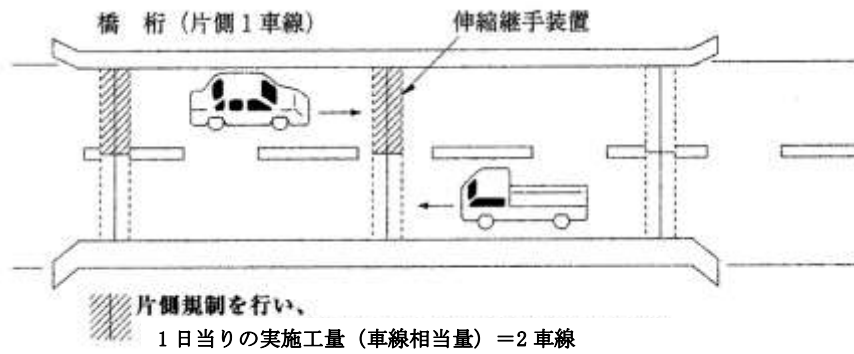 橋 桁（片側1車線） 伸縮継手装置
片側規制を行い、
1日当りの実施工量（車線相当量）＝2車線